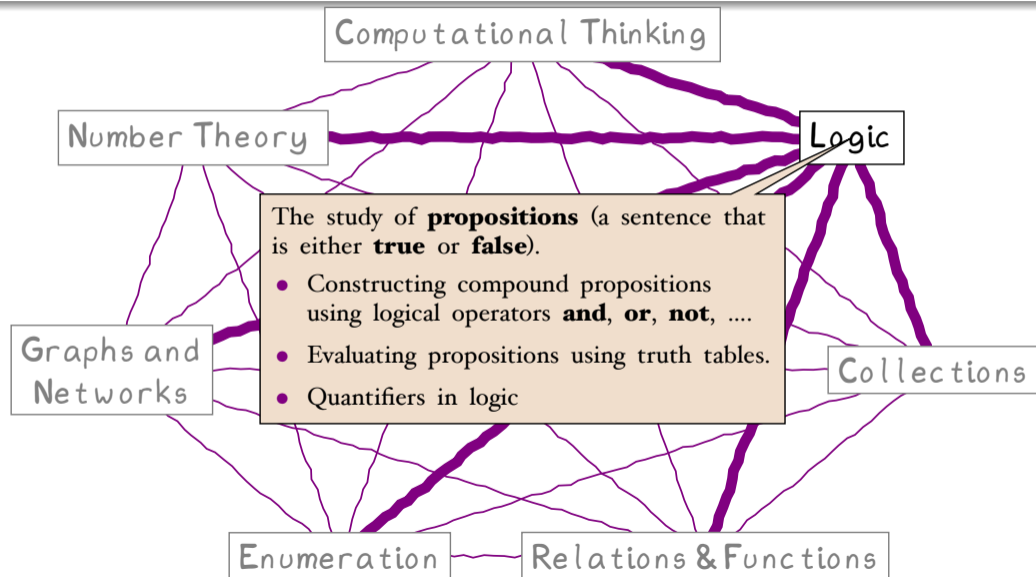 Computational Thinking
Number Theory
Logic
The study of propositions (a sentence that
is either true or false).
● Constructing compound propositions
using logical operators and, or, not, ....
● Evaluating propositions using truth tables.
● Quantifiers in logic
Graphs and
Networks
Collections
Enumeration
Relations & Functions